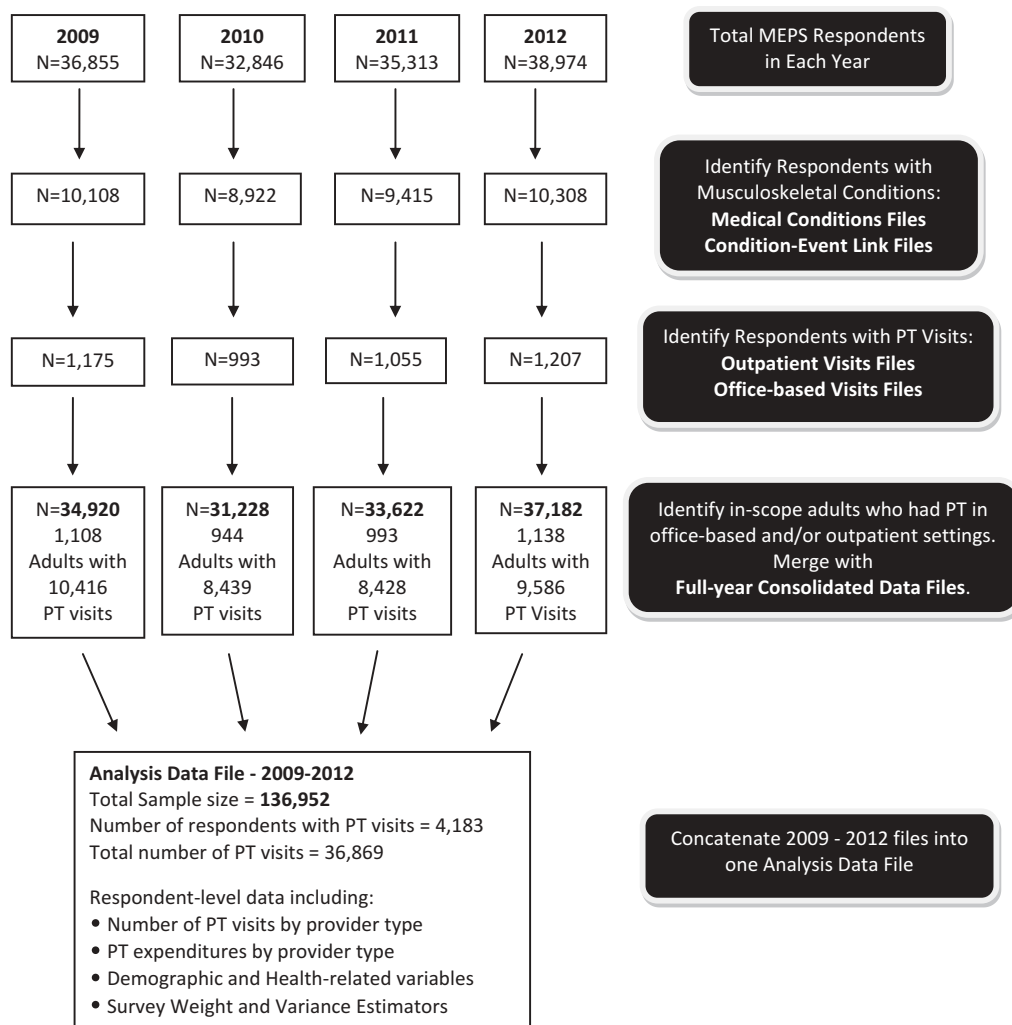 2009
N=36,855
2010
N=32,846
2011
N=35,313
2012
N=38,974
Total MEPS Respondents
in Each Year
N=10,108
N=8,922
N=9,415
N=10,308
Identify Respondents with
Musculoskeletal Conditions:
Medical Conditions Files
Condition-Event Link Files
N=1,175
N=993
N=1,055
N=1,207
Identify Respondents with PT Visits:
Outpatient Visits Files
Office-based Visits Files
N=34,920
1,108
Adults with
10,416
PT visits
N=31,228
944
Adults with
8,439
PT visits
N=33,622
993
Adults with
8,428
PT visits
N=37,182
1,138
Adults with
9,586
PT Visits
Identify in-scope adults who had PT in
office-based and/or outpatient settings.
Merge with
Full-year Consolidated Data Files.
Analysis Data File - 2009-2012
Total Sample size = 136,952
Number of respondents with PT visits = 4,183
Total number of PT visits = 36,869
Respondent-level data including:
• Number of PT visits by provider type
• PT expenditures by provider type
• Demographic and Health-related variables
• Survey Weight and Variance Estimators
Concatenate 2009 - 2012 files into
one Analysis Data File